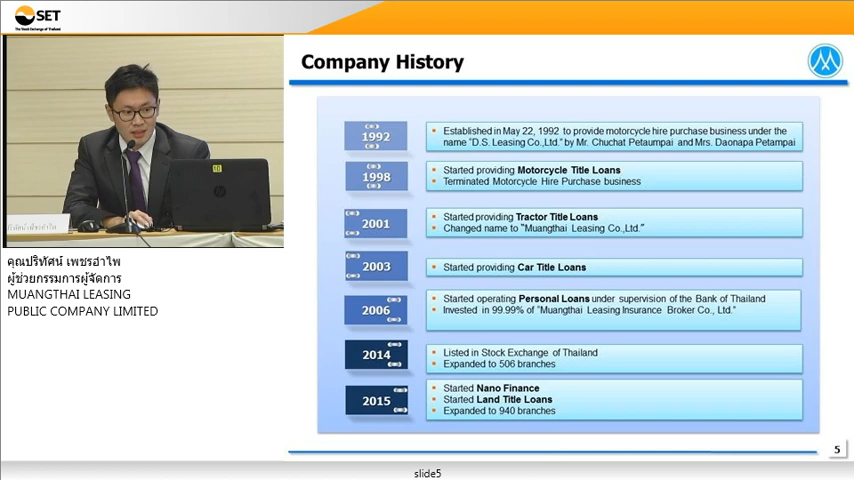 SET
The Stock Exchange of Thailand
Company History
1992
Established in May 22, 1992 to provide motorcycle hire purchase business under the
name "D.S. Leasing Co.,Ltd." by Mr. Chuchat Petaumpai and Mrs. Daonapa Petampai
1998
Started providing Motorcycle Title Loans
Terminated Motorcycle Hire Purchase business
2001
Started providing Tractor Title Loans
Changed name to "Muangthai Leasing Co.,Ltd."
2003
Started providing Car Title Loans
2006
Started operating Personal Loans under supervision of the Bank of Thailand
Invested in 99.99% of "Muangthai Leasing Insurance Broker Co., Ltd."
2014
Listed in Stock Exchange of Thailand
Expanded to 506 branches
2015
Started Nano Finance
Started Land Title Loans
Expanded to 940 branches
5
คุณปริทัศน์ เพชรอำไพ
ผู้ช่วยกรรมการผู้จัดการ
MUANGTHAI LEASING
PUBLIC COMPANY LIMITED
slide5